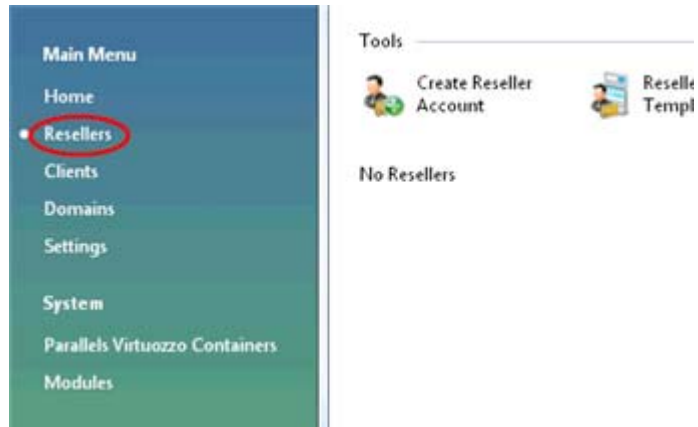 Main Menu
Home
Resellers
Clients
Domains
Settings
System
Parallels Virtuozzo Containers
Modules
Tools
Create Reseller
Account
No Resellers